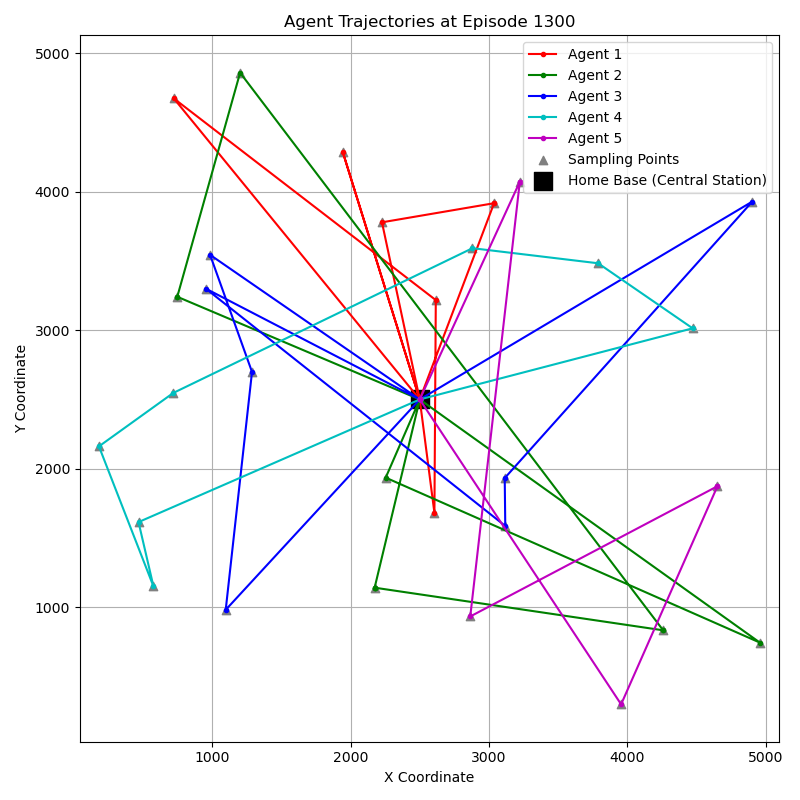 Agent Trajectories at Episode 1300
Agent 1
Agent 2
Agent 3
Agent 4
Agent 5
Sampling Points
Home Base (Central Station)
Y Coordinate
5000
4000
3000
2000
1000
1000
2000
3000
4000
5000
X Coordinate